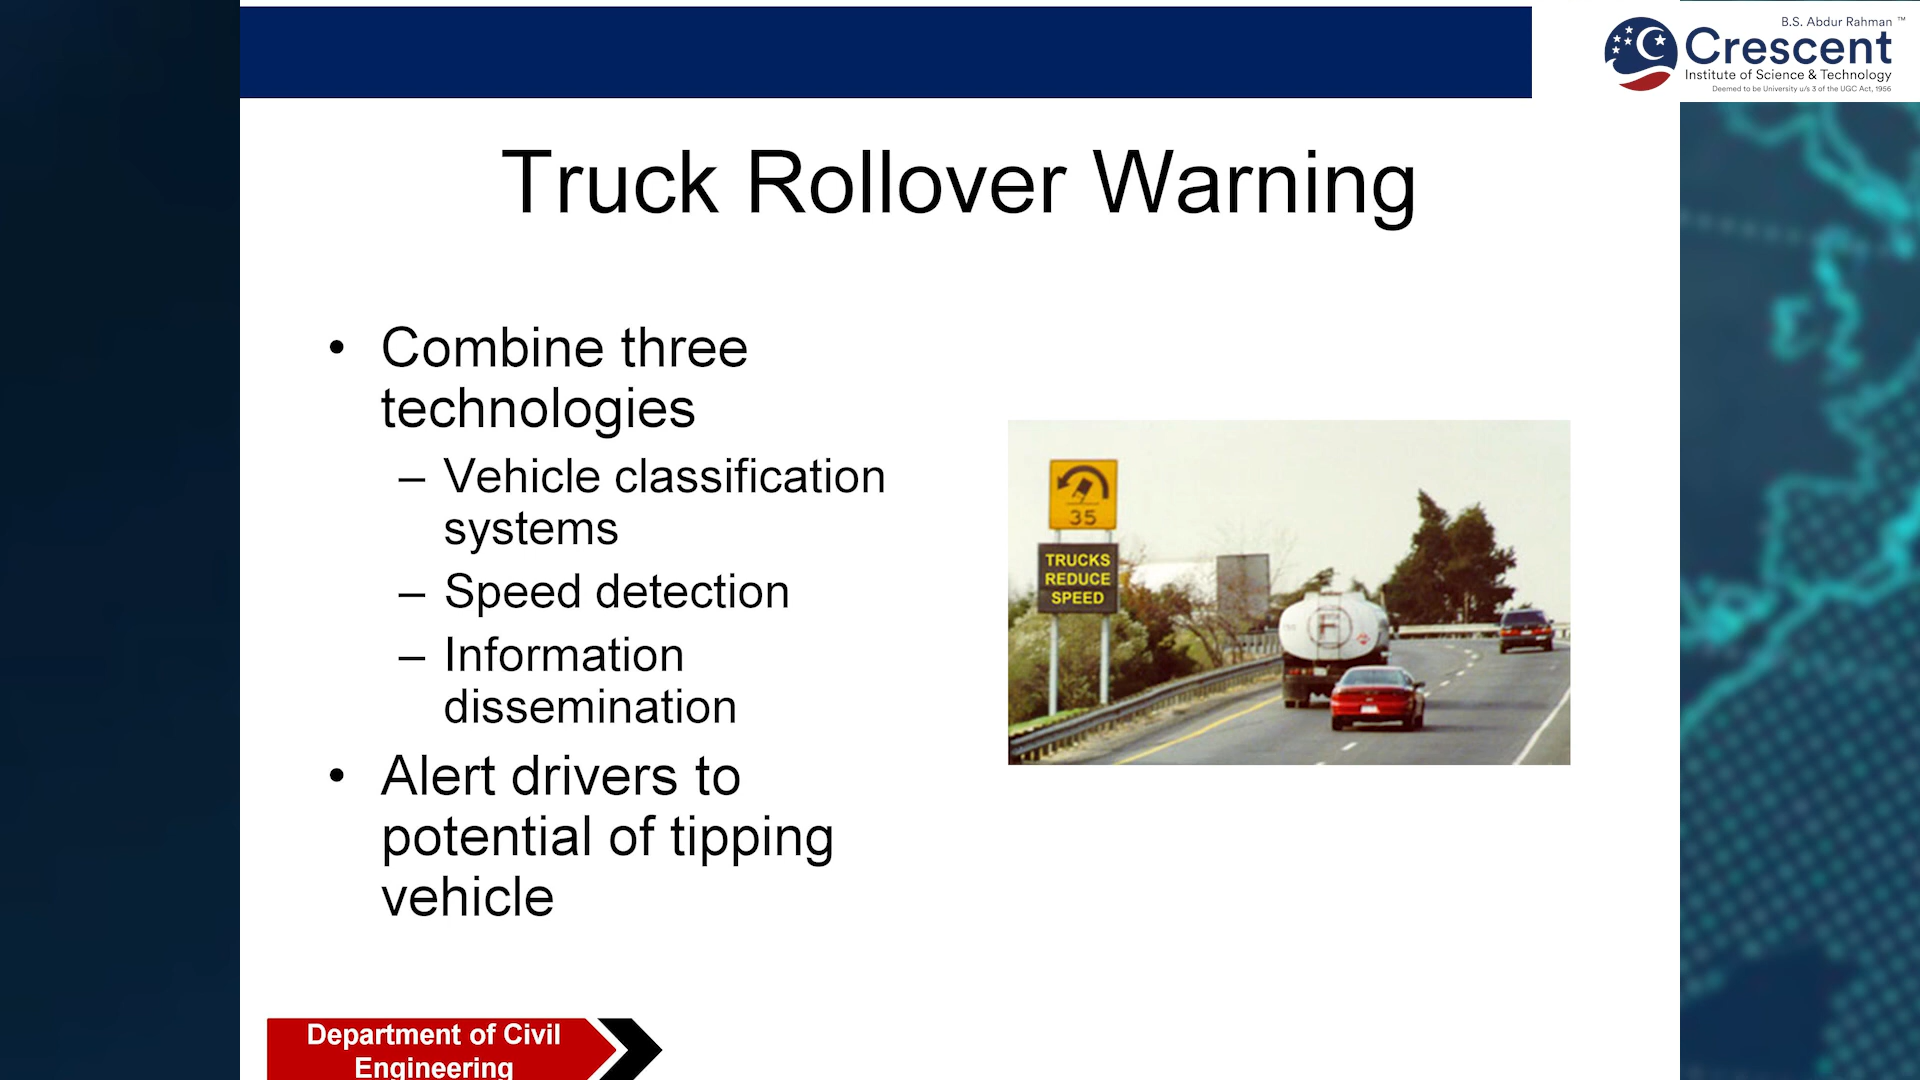 B.S. Abdur Rahman ™
Crescent
Institute of Science & Technology
Deemed to be University u/s 3 of the UGC Act, 1956
Truck Rollover Warning
• Combine three
technologies
– Vehicle classification
systems
– Speed detection
– Information
dissemination
• Alert drivers to
potential of tipping
vehicle
35
TRUCKS
REDUCE
SPEED
Department of Civil
Engineering